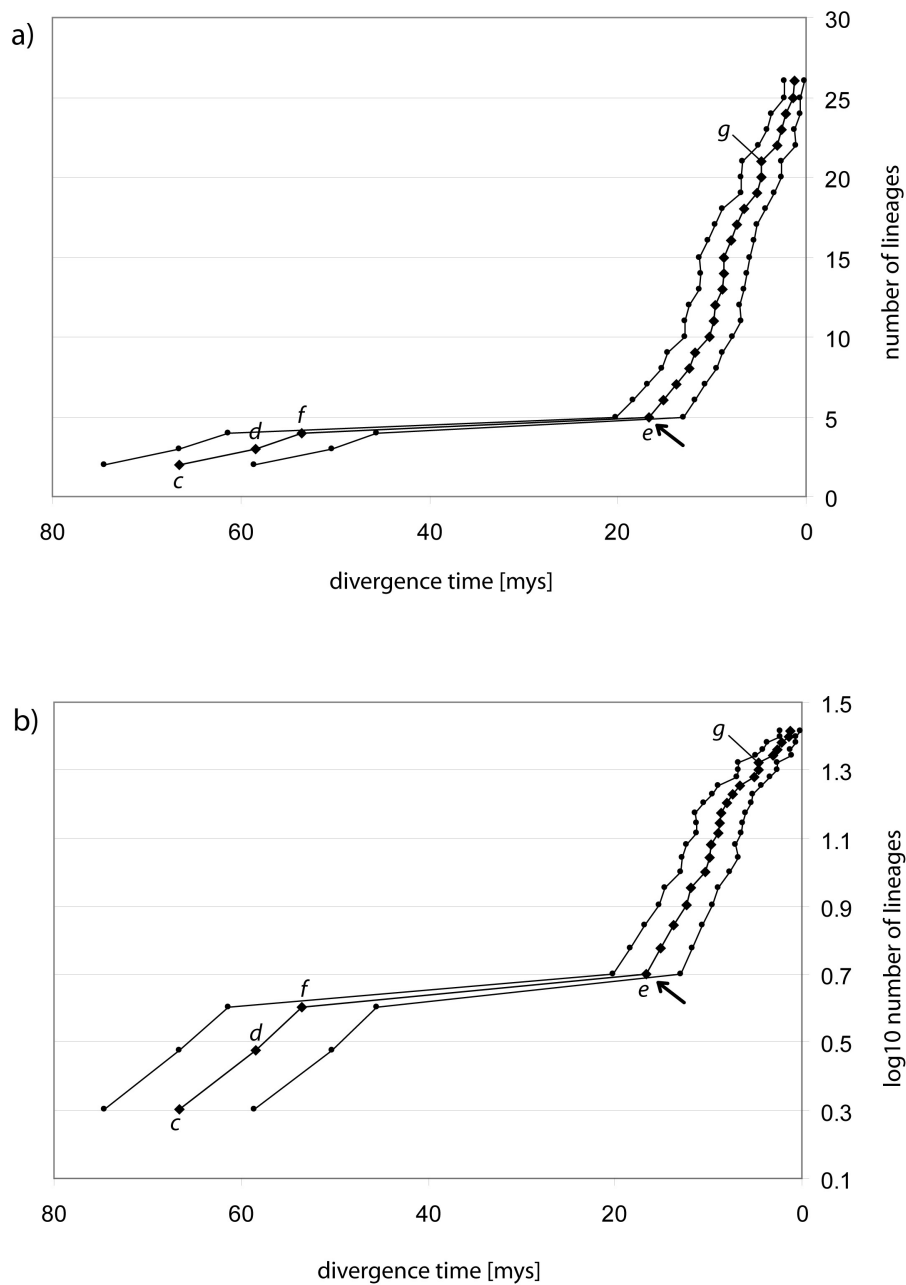 a)
30
25
20
15
10
5
0
number of lineages
g
f
d
c
e
80 60 40 20 0
divergence time [mys]
b)
1.5
1.3
1.1
0.9
0.7
0.5
0.3
0.1
log10 number of lineages
g
f
e
d
c
80 60 40 20 0
divergence time [mys]